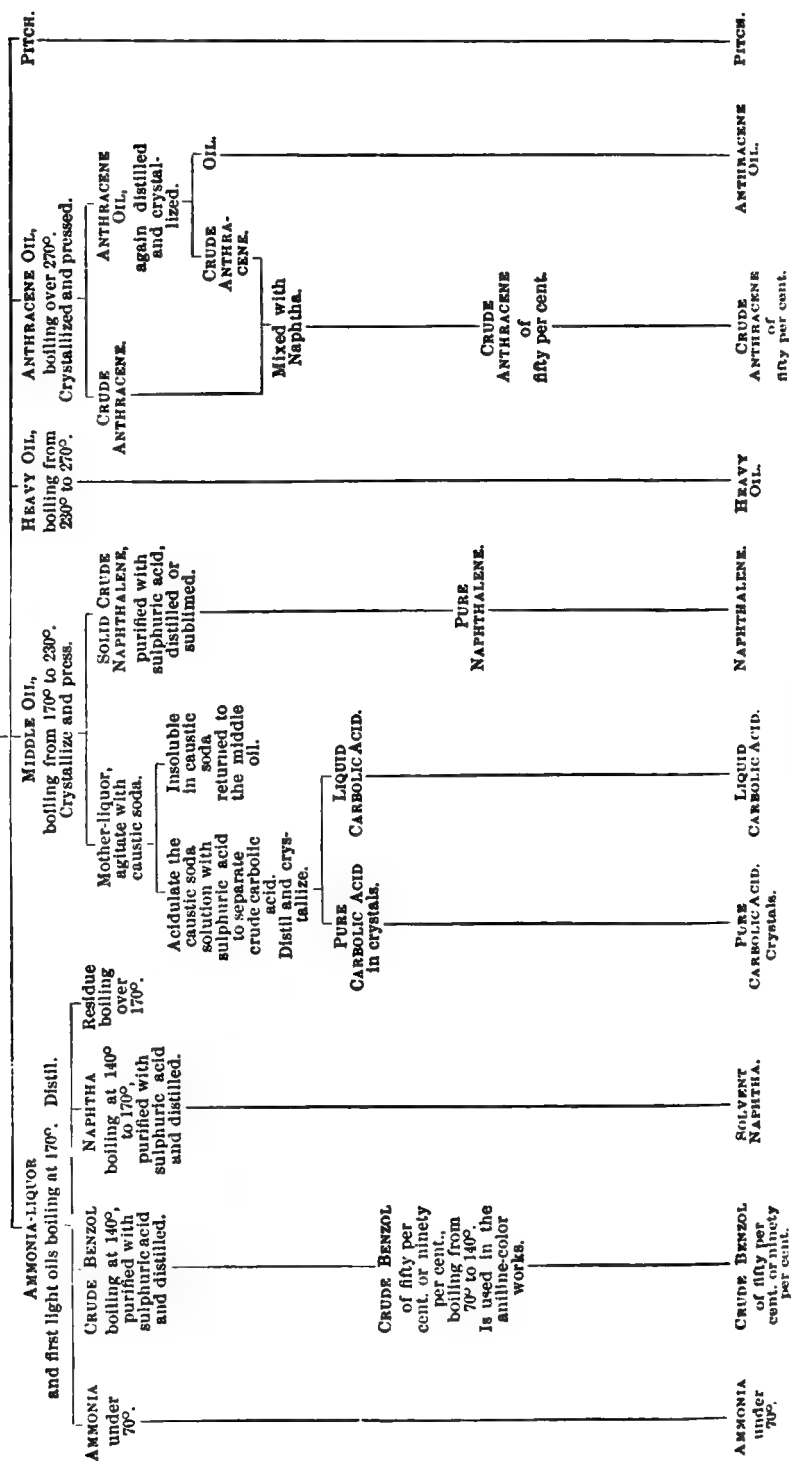 AMMONIA-LIQUOR
and first light oils boiling at 170°. Distil.
MIDDLE OIL,
boiling from 170° to 230°.
Crystallize and press.
HEAVY OIL,
boiling from
230° to 270°.
ANTHRACENE OIL,
boiling over 270°.
Crystallized and pressed.
PITCH.
AMMONIA
under
70°.
CRUDE BENZOL
boiling at 140°,
purified with
sulphuric acid
and distilled.
NAPHTHA
boiling at 140°
to 170°,
purified with
sulphuric acid
and distilled.
Residue
boiling
over
170°.
Mother-liquor,
agitate with
caustic soda.
SOLID CRUDE
NAPHTHALENE,
purified with
sulphuric acid,
distilled or
sublimed.
CRUDE
ANTHRACENE.
ANTHRACENE
OIL,
again distilled
and crystal-
lized.
Acidulate the
caustic soda
solution with
sulphuric acid
to separate
crude carbolic
acid.
Distil and crys-
tallize.
Insoluble
in caustic
soda
returned to
the middle
oil.
CRUDE
ANTHRA-
CENE.
OIL.
Mixed with
Naphtha.
PURE
CARBOLIC ACID
in crystals.
LIQUID
CARBOLIC ACID.
CRUDE BENZOL
of fifty per
cent. or ninety
per cent.,
boiling from
70° to 140°.
Is used in the
aniline-color
works.
PURE
NAPHTHALENE.
CRUDE
ANTHRACENE
of
fifty per cent.
AMMONIA
under
70°.
CRUDE BENZOL
of fifty per
cent. or ninety
per cent.
SOLVENT
NAPHTHA.
PURE
CARBOLIC ACID.
Crystals.
LIQUID
CARBOLIC ACID.
NAPHTHALENE.
HEAVY
OIL.
CRUDE
ANTHRACENE
of
fifty per cent.
ANTHRACENE
OIL.
PITCH.